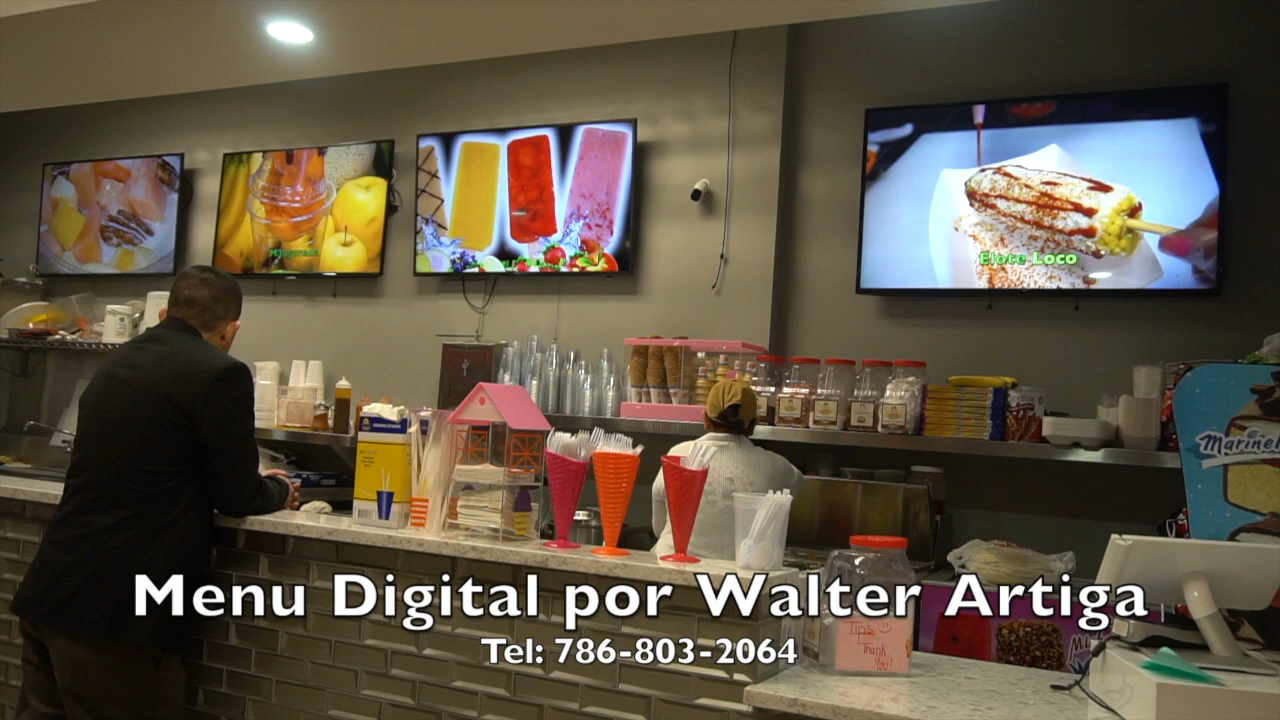 Elote Loco
Marinela
Menu Digital por Walter Artiga
Tel: 786-803-2064
Tips
Thank
You!